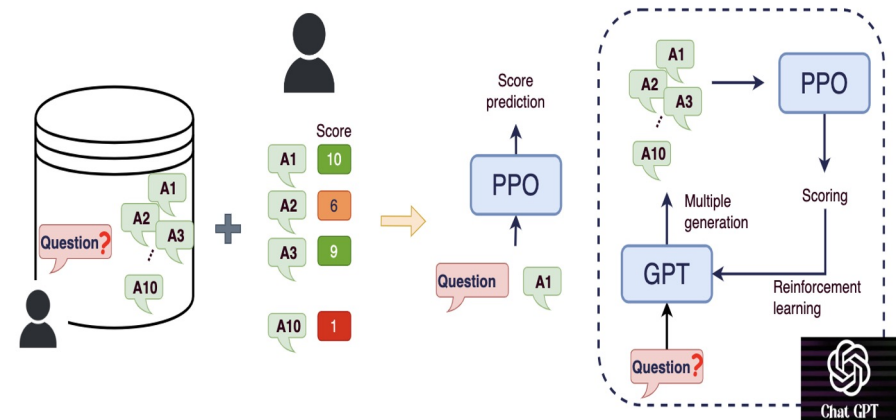 A1
A2
A3
A10
Question?
Score
A1
10
A2
6
A3
9
A10
1
Score
prediction
PPO
Question
A1
A1
A2
A3
A10
PPO
Multiple
generation
Scoring
GPT
Reinforcement
learning
Question?
Chat GPT